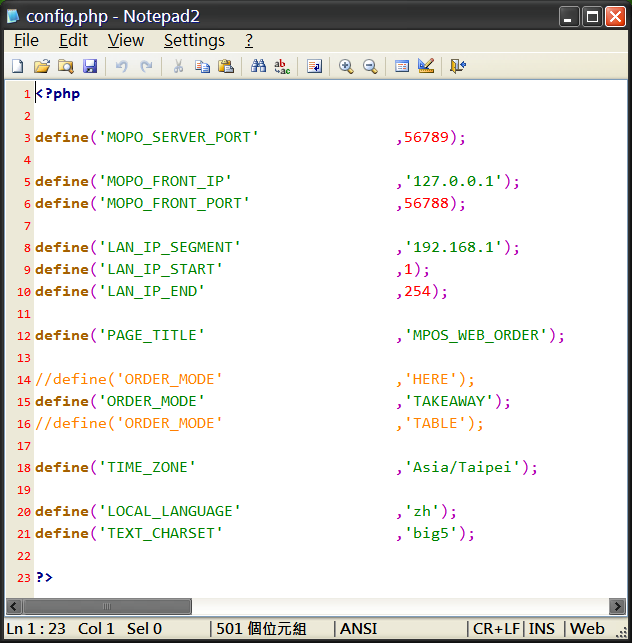 config.php - Notepad2
File Edit View Settings ?
1 <?php
2
3 define('MOPO_SERVER_PORT' ,56789);
4
5 define('MOPO_FRONT_IP' ,'127.0.0.1');
6 define('MOPO_FRONT_PORT' ,56788);
7
8 define('LAN_IP_SEGMENT' ,'192.168.1');
9 define('LAN_IP_START' ,1);
10 define('LAN_IP_END' ,254);
11
12 define('PAGE_TITLE' ,'MPOS_WEB_ORDER');
13
14 //define('ORDER_MODE' ,'HERE');
15 define('ORDER_MODE' ,'TAKEAWAY');
16 //define('ORDER_MODE' ,'TABLE');
17
18 define('TIME_ZONE' ,'Asia/Taipei');
19
20 define('LOCAL_LANGUAGE' ,'zh');
21 define('TEXT_CHARSET' ,'big5');
22
23 ?>
Ln 1 : 23 Col 1 Sel 0 501 個位元組 ANSI CR+LF INS Web